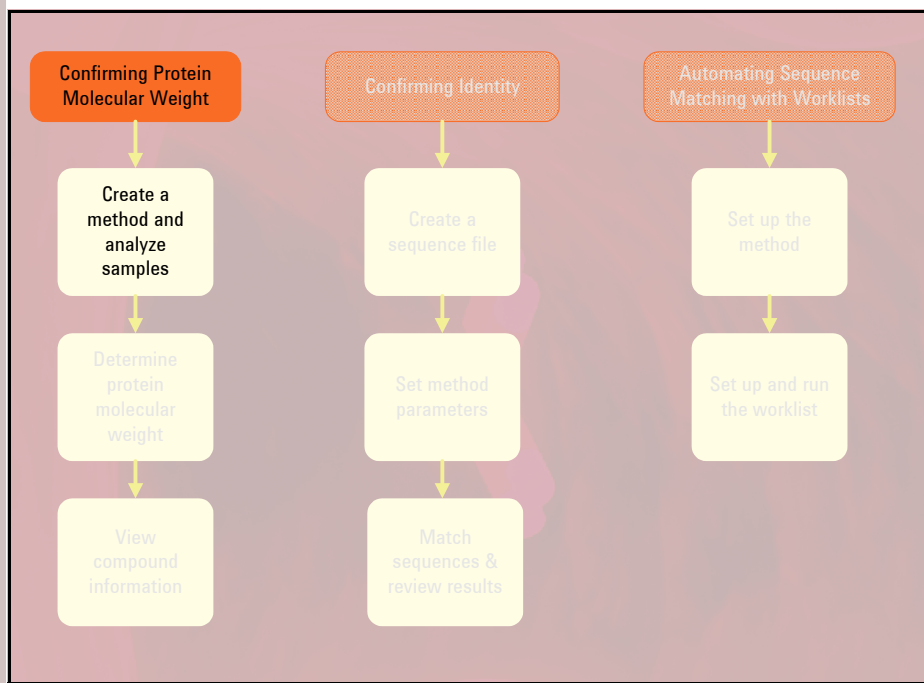 Confirming Protein
Molecular Weight
Create a
method and
analyze
samples
Determine
protein
molecular
weight
View
compound
information
Confirming Identity
Create a
sequence file
Set method
parameters
Match
sequences &
review results
Automating Sequence
Matching with Worklists
Set up the
method
Set up and run
the worklist